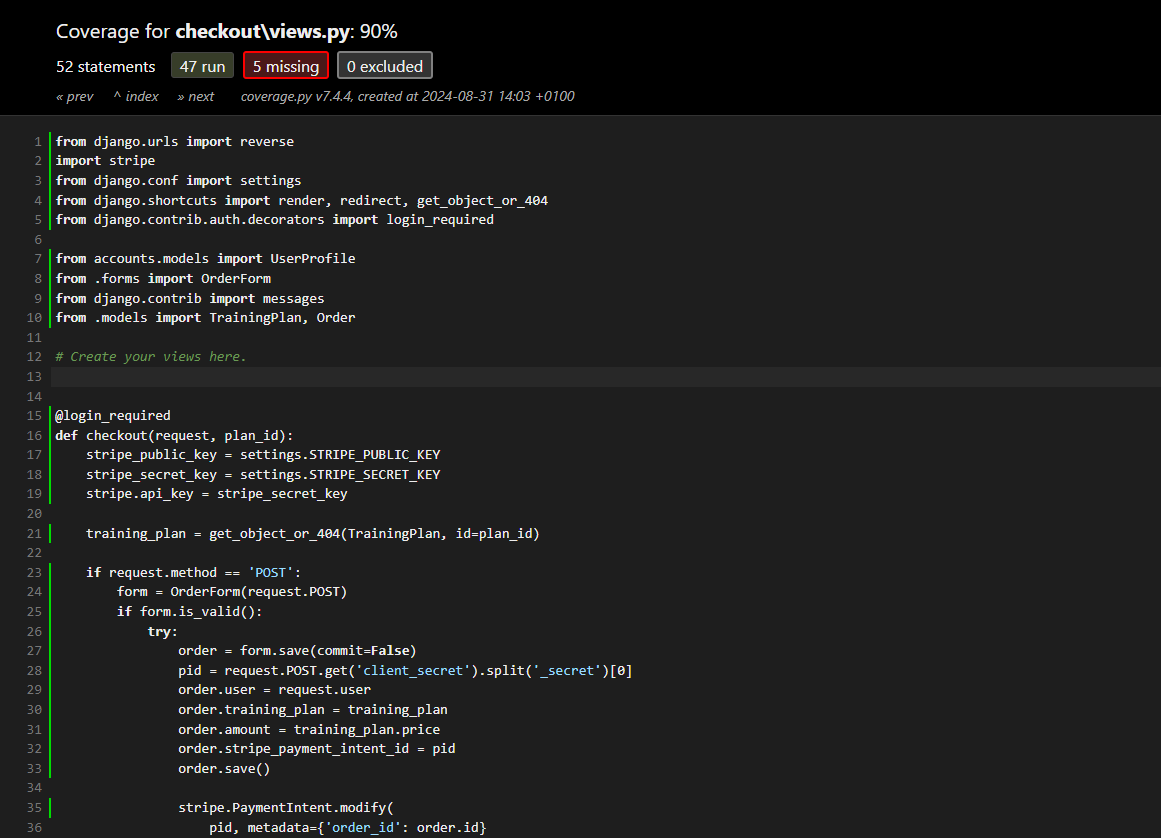 Coverage for checkout\views.py: 90%
52 statements 47 run 5 missing 0 excluded
« prev ^ index » next coverage.py v7.4.4, created at 2024-08-31 14:03 +0100
1 from django.urls import reverse
2 import stripe
3 from django.conf import settings
4 from django.shortcuts import render, redirect, get_object_or_404
5 from django.contrib.auth.decorators import login_required
6
7 from accounts.models import UserProfile
8 from .forms import OrderForm
9 from django.contrib import messages
10 from .models import TrainingPlan, Order
11
12 # Create your views here.
13
14
15 @login_required
16 def checkout(request, plan_id):
17     stripe_public_key = settings.STRIPE_PUBLIC_KEY
18     stripe_secret_key = settings.STRIPE_SECRET_KEY
19     stripe.api_key = stripe_secret_key
20
21     training_plan = get_object_or_404(TrainingPlan, id=plan_id)
22
23     if request.method == 'POST':
24         form = OrderForm(request.POST)
25         if form.is_valid():
26             try:
27                 order = form.save(commit=False)
28                 pid = request.POST.get('client_secret').split('_secret')[0]
29                 order.user = request.user
30                 order.training_plan = training_plan
31                 order.amount = training_plan.price
32                 order.stripe_payment_intent_id = pid
33                 order.save()
34
35                 stripe.PaymentIntent.modify(
36                     pid, metadata={'order_id': order.id}